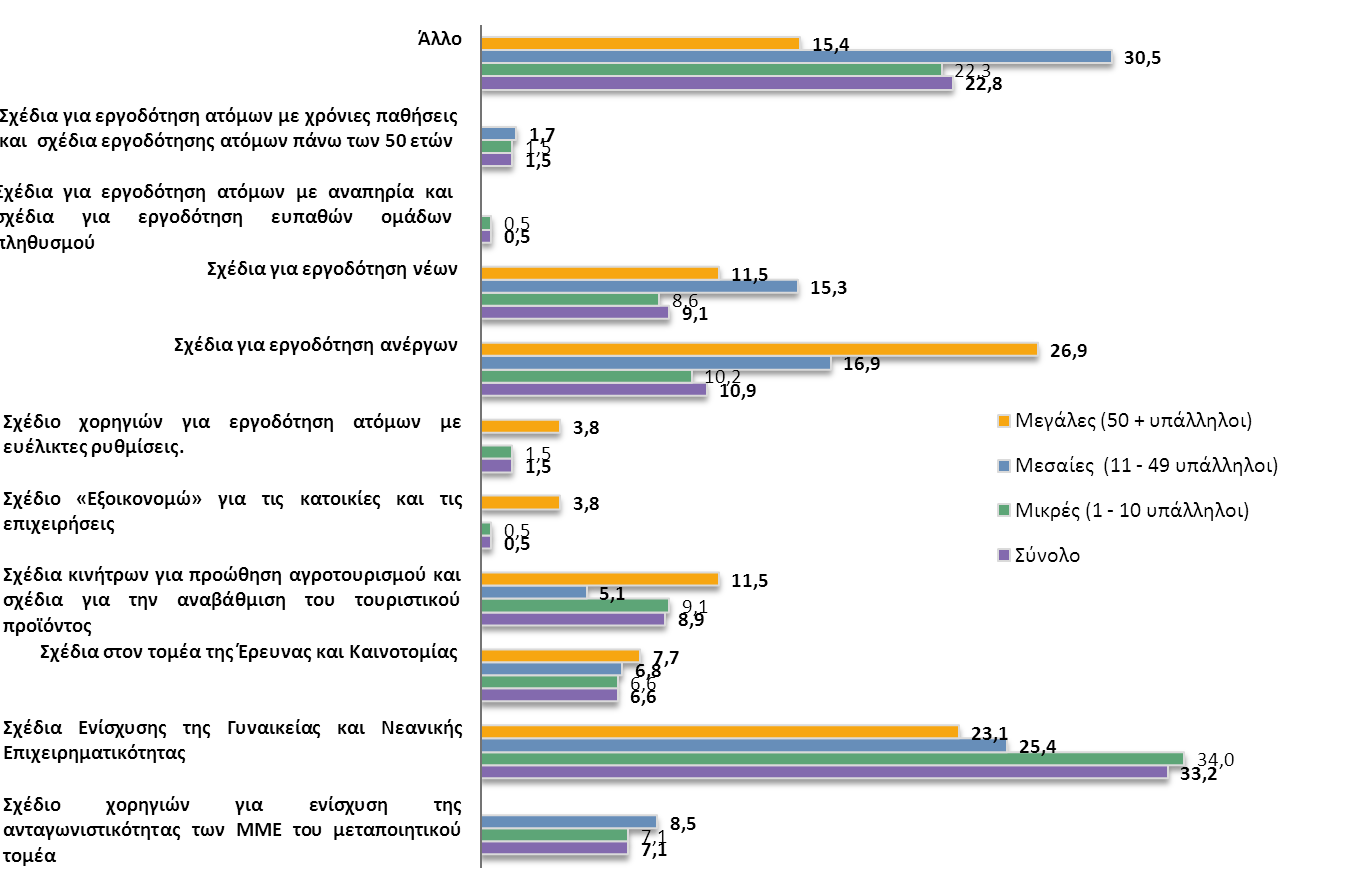 Άλλο
15,4
30,5
22,3
22,8
Σχέδια για εργοδότηση ατόμων με χρόνιες παθήσεις
και σχέδια εργοδότησης ατόμων πάνω των 50 ετών
1,7
1,5
1,5
Σχέδια για εργοδότηση ατόμων με αναπηρία και
σχέδια για εργοδότηση ευπαθών ομάδων
πληθυσμού
0,5
0,5
Σχέδια για εργοδότηση νέων
11,5
15,3
8,6
9,1
Σχέδια για εργοδότηση ανέργων
26,9
16,9
10,2
10,9
Σχέδιο χορηγιών για εργοδότηση ατόμων με
ευέλικτες ρυθμίσεις.
3,8
1,5
1,5
Σχέδιο «Εξοικονομώ» για τις κατοικίες και τις
επιχειρήσεις
3,8
0,5
0,5
Σχέδια κινήτρων για προώθηση αγροτουρισμού και
σχέδια για την αναβάθμιση του τουριστικού
προϊόντος
11,5
5,1
9,1
8,9
Σχέδια στον τομέα της Έρευνας και Καινοτομίας
7,7
6,8
6,6
6,6
Σχέδια Ενίσχυσης της Γυναικείας και Νεανικής
Επιχειρηματικότητας
23,1
25,4
34,0
33,2
Σχέδιο χορηγιών για ενίσχυση της
ανταγωνιστικότητας των ΜΜΕ του μεταποιητικού
τομέα
8,5
7,1
7,1
Μεγάλες (50 + υπάλληλοι)
Μεσαίες (11 - 49 υπάλληλοι)
Μικρές (1 - 10 υπάλληλοι)
Σύνολο